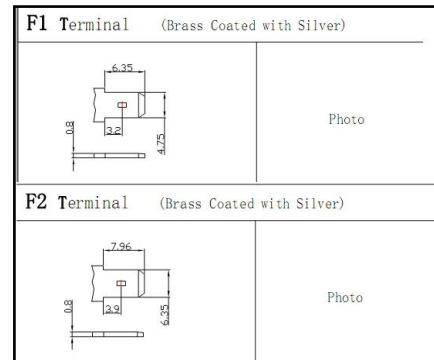 F1 Terminal (Brass Coated with Silver)
6.35
0.8
3.2
4.75
Photo
F2 Terminal (Brass Coated with Silver)
7.96
0.8
3.9
6.35
Photo